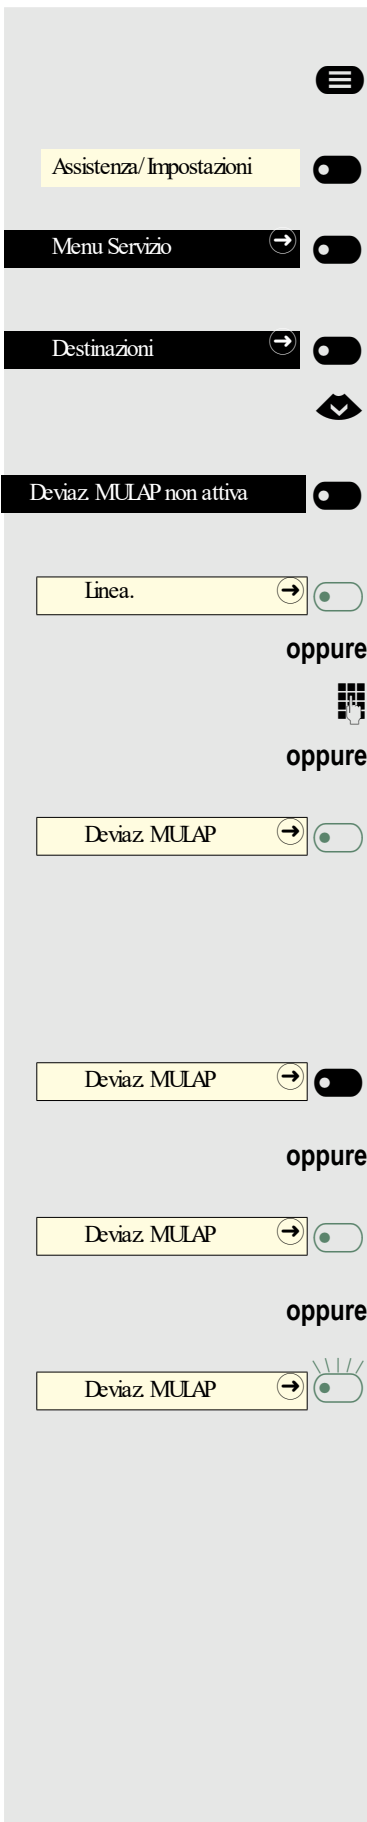 Assistenza/Impostazioni
Menu Servizio
Destinazioni
Deviaz. MULAP non attiva
Linea.
oppure
oppure
Deviaz. MULAP
Deviaz. MULAP
oppure
Deviaz. MULAP
oppure
Deviaz. MULAP